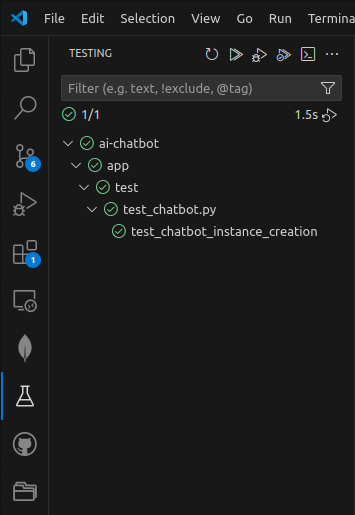 File Edit Selection View Go Run Termina
TESTING
Filter (e.g. text, !exclude, @tag)
1/1 1.5s
ai-chatbot
6
app
test
test_chatbot.py
test_chatbot_instance_creation
1